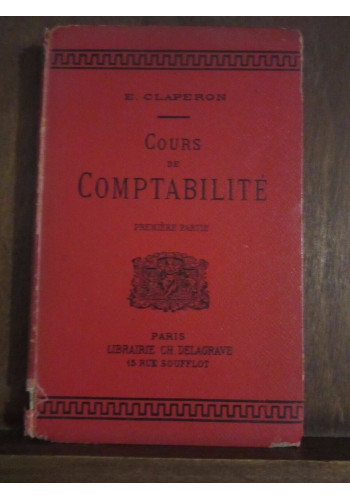 E. CLAPERON
COURS
DE
COMPTABILITÉ
PREMIÈRE PARTIE
PARIS
LIBRAIRIE CH. DELAGRAVE
15 RUE SOUFFLOT